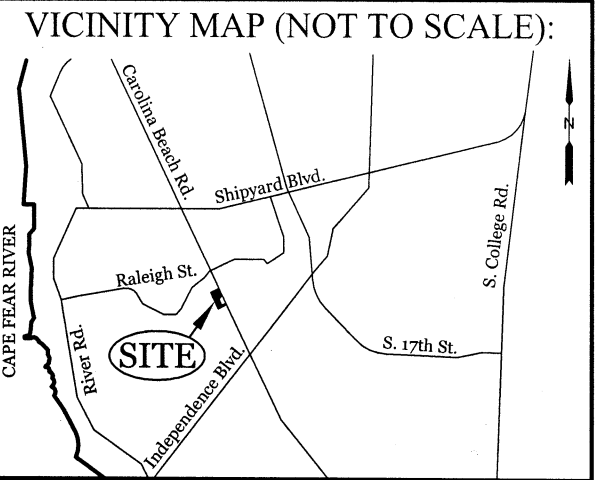 VICINITY MAP (NOT TO SCALE):
Carolina Beach Rd.
N
Shipyard Blvd.
S. College Rd.
CAPE FEAR RIVER
Raleigh St.
River Rd.
SITE
S. 17th St.
Independence Blvd.